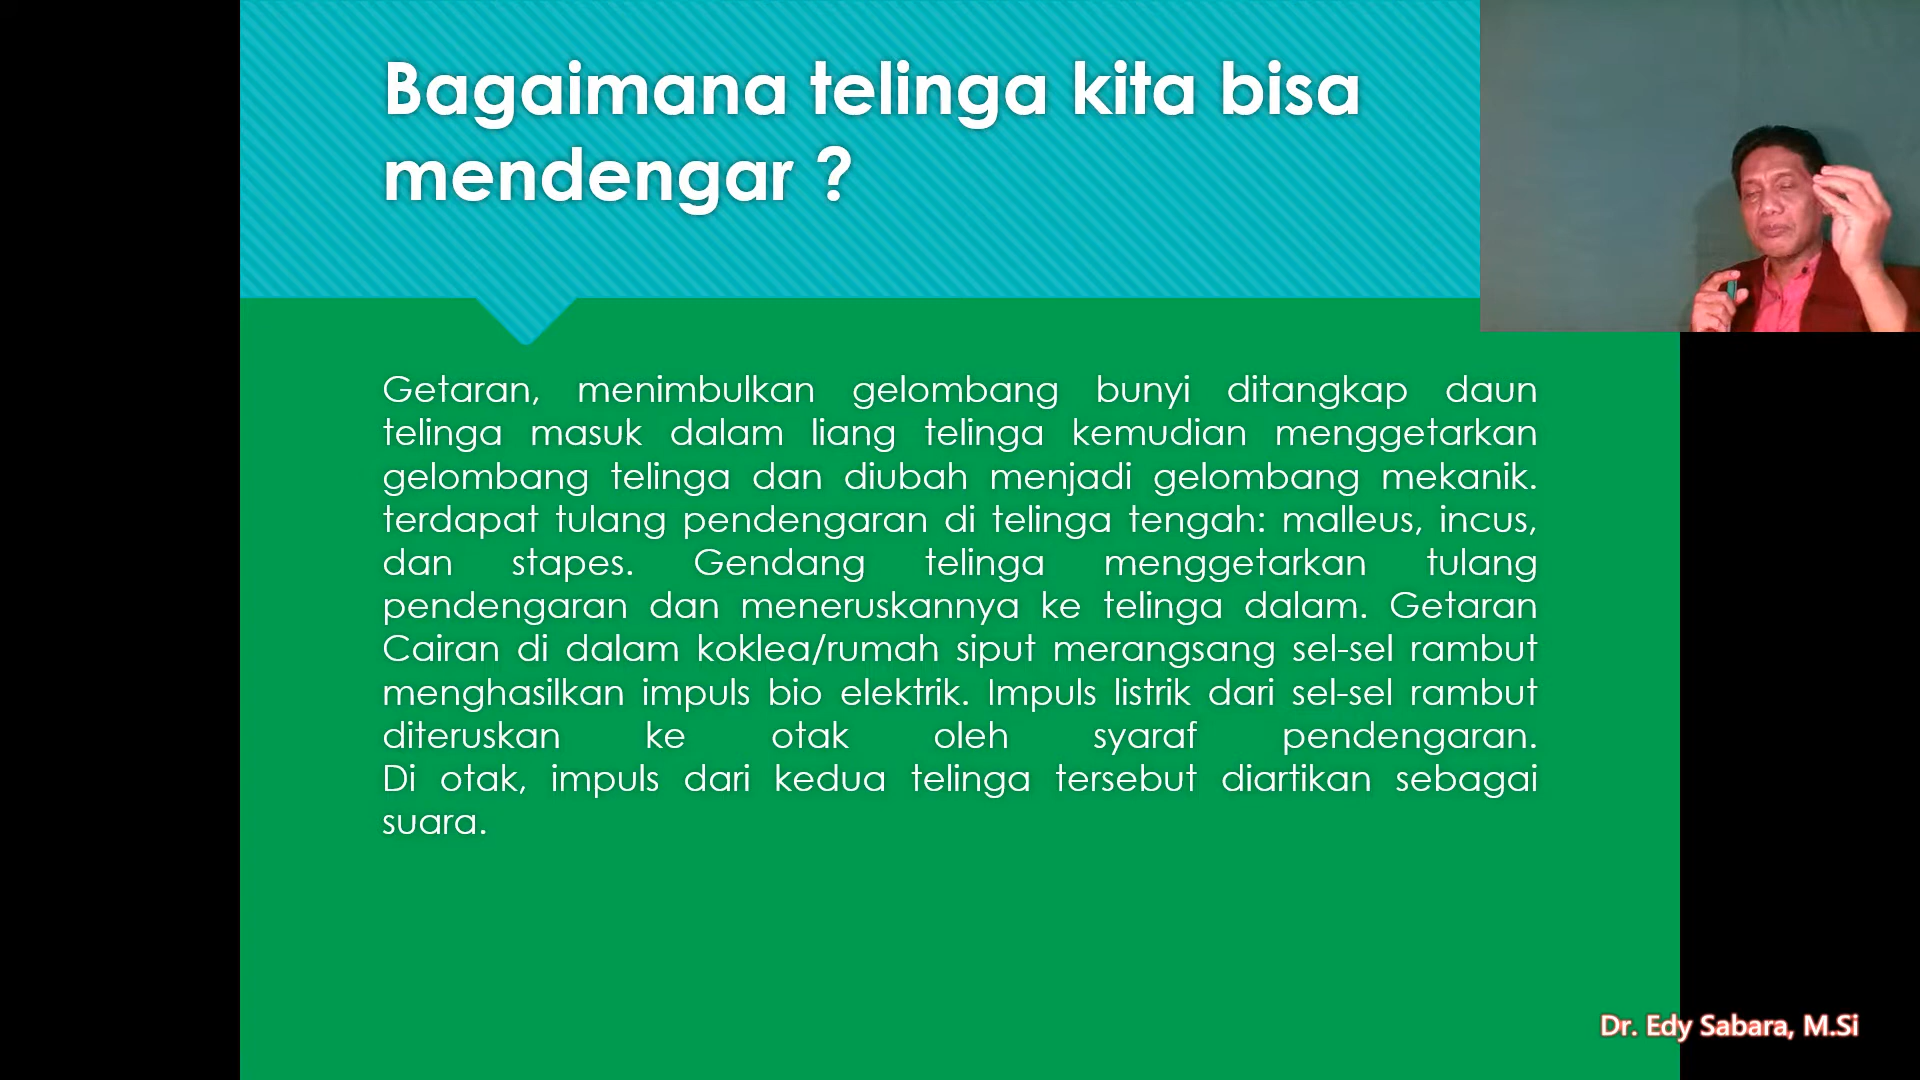 Bagaimana telinga kita bisa
mendengar ?
Getaran, menimbulkan gelombang bunyi ditangkap daun
telinga masuk dalam liang telinga kemudian menggetarkan
gelombang telinga dan diubah menjadi gelombang mekanik.
terdapat tulang pendengaran di telinga tengah: malleus, incus,
dan stapes. Gendang telinga menggetarkan tulang
pendengaran dan meneruskannya ke telinga dalam. Getaran
Cairan di dalam koklea/rumah siput merangsang sel-sel rambut
menghasilkan impuls bio elektrik. Impuls listrik dari sel-sel rambut
diteruskan ke otak oleh syaraf pendengaran.
Di otak, impuls dari kedua telinga tersebut diartikan sebagai
suara.
Dr. Edy Sabara, M.Si